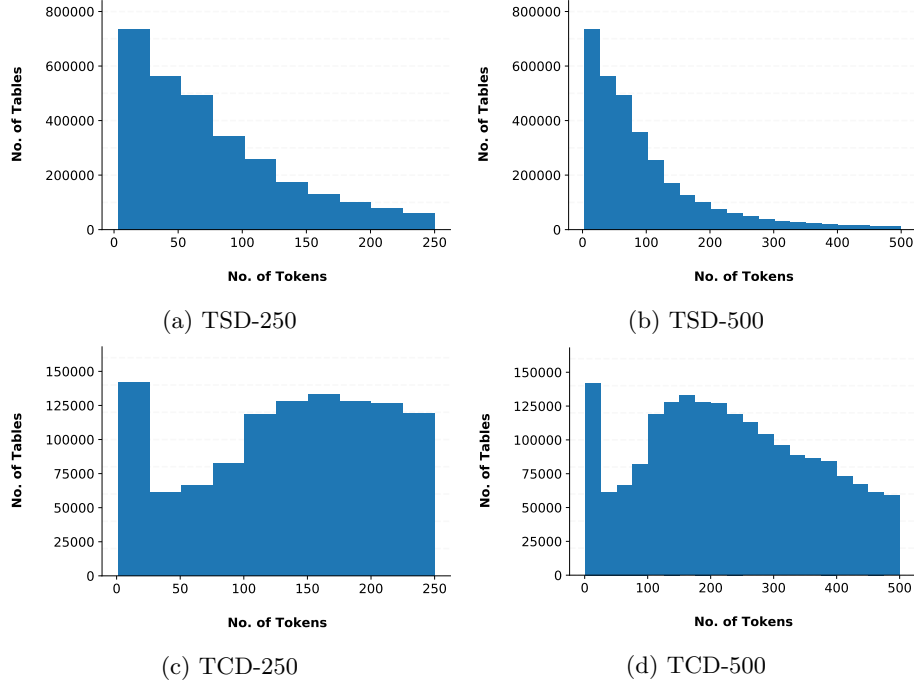 800000
600000
400000
200000
0
No. of Tables
0 50 100 150 200 250
No. of Tokens
(a) TSD-250
800000
600000
400000
200000
0
No. of Tables
0 100 200 300 400 500
No. of Tokens
(b) TSD-500
150000
125000
100000
75000
50000
25000
0
No. of Tables
0 50 100 150 200 250
No. of Tokens
(c) TCD-250
150000
125000
100000
75000
50000
25000
0
No. of Tables
0 100 200 300 400 500
No. of Tokens
(d) TCD-500